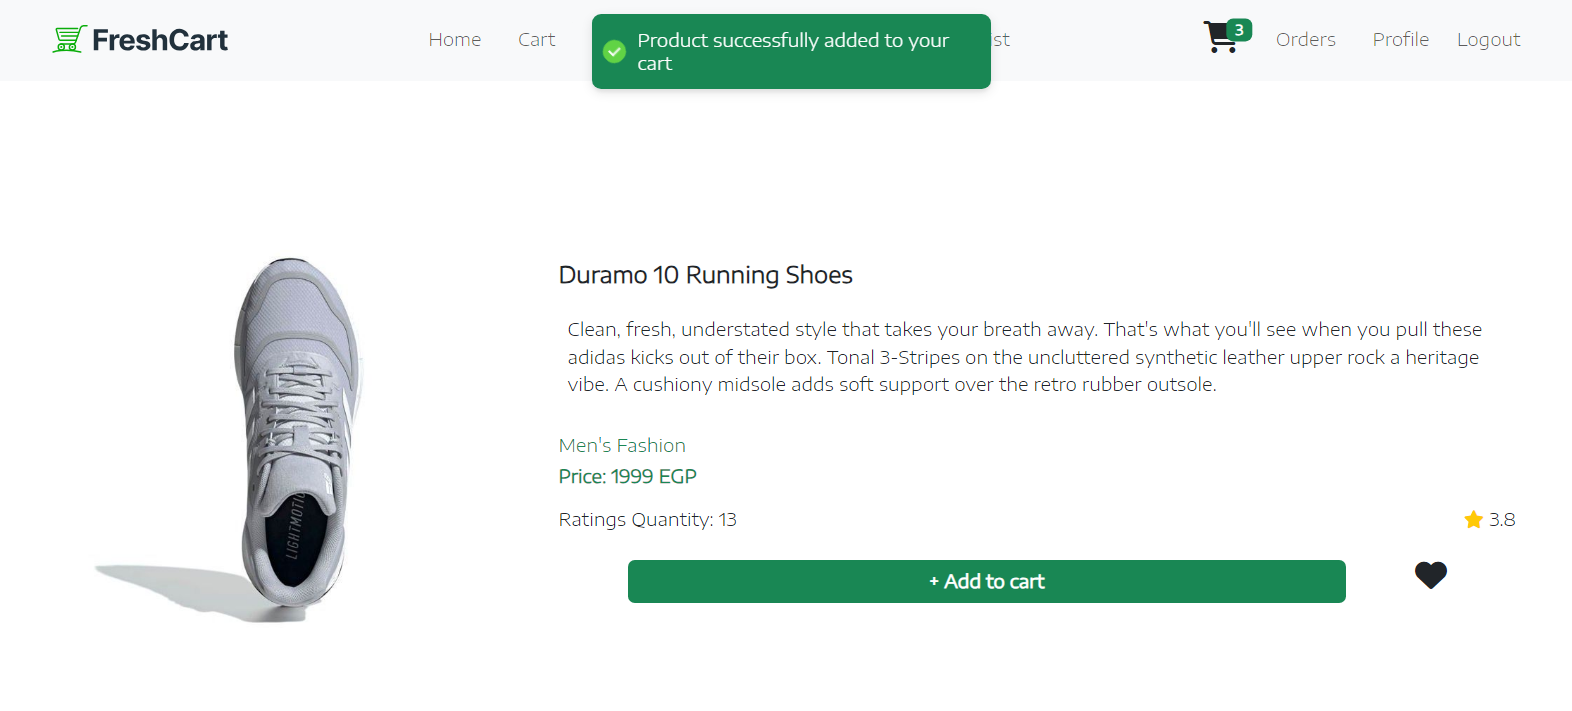 FreshCart
Home
Cart
Product successfully added to your
cart
3
Orders
Profile
Logout
Duramo 10 Running Shoes
Clean, fresh, understated style that takes your breath away. That's what you'll see when you pull these
adidas kicks out of their box. Tonal 3-Stripes on the uncluttered synthetic leather upper rock a heritage
vibe. A cushiony midsole adds soft support over the retro rubber outsole.
Men's Fashion
Price: 1999 EGP
LIGHTMOTIO
Ratings Quantity: 13
3.8
+ Add to cart